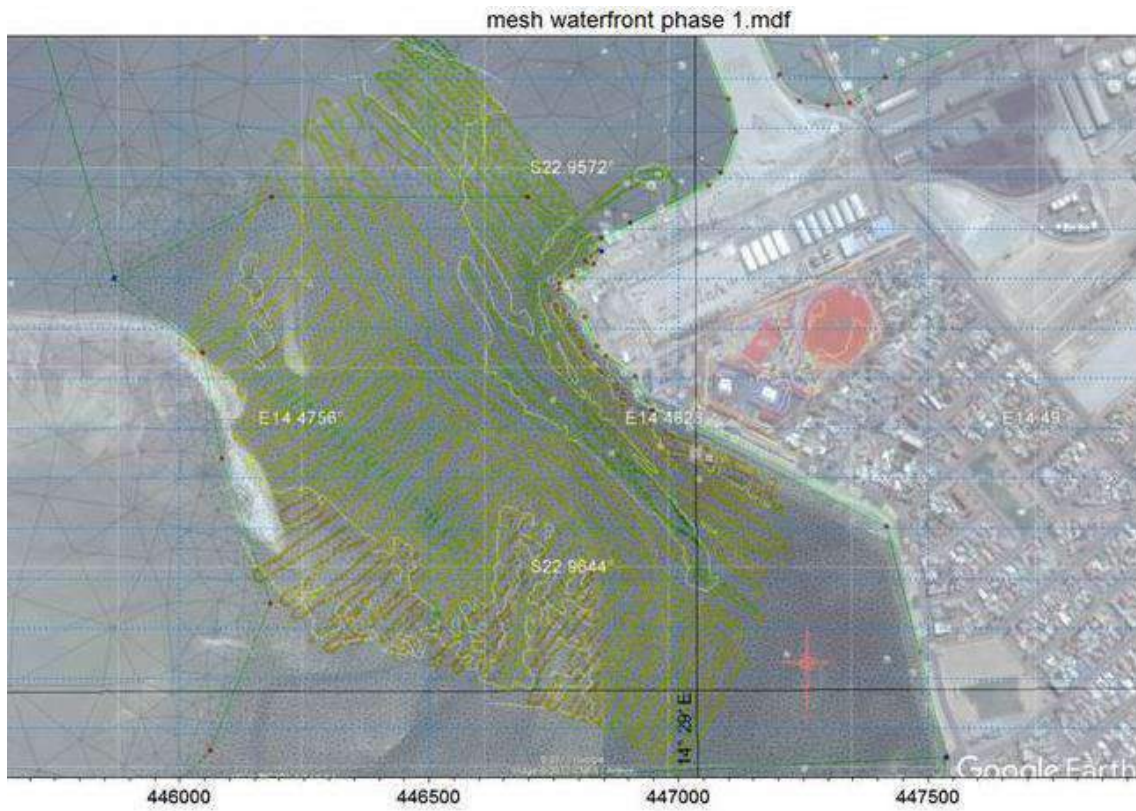 mesh waterfront phase 1.mdf
S22.9572°
E14.4756°
E14.4823
E14.49
S22.9644°
14° 29' E
Google Earth
446000
446500
447000
447500